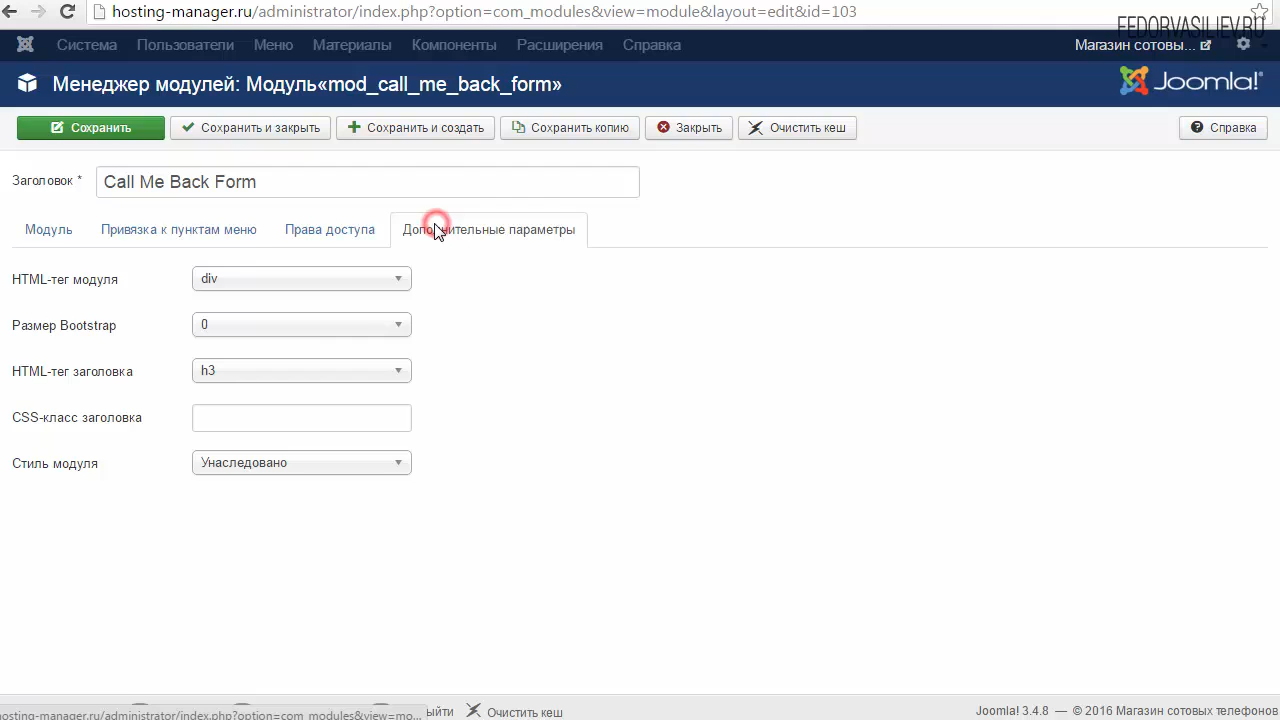 hosting-manager.ru/administrator/index.php?option=com_modules&view=module&layout=edit&id=103
FEDORVASILIEV.RU
Система Пользователи Меню Материалы Компоненты Расширения Справка Магазин сотовы...
Менеджер модулей: Модуль«mod_call_me_back_form» Joomla!
Сохранить Сохранить и закрыть Сохранить и создать Сохранить копию Закрыть Очистить кеш Справка
Заголовок * Call Me Back Form
Модуль Привязка к пунктам меню Права доступа Дополнительные параметры
HTML-тег модуля div
Размер Bootstrap 0
HTML-тег заголовка h3
CSS-класс заголовка
Стиль модуля Унаследовано
hosting-manager.ru/administrator/index.php?option=com_modules&view=mo... Очистить кеш Joomla! 3.4.8 — © 2016 Магазин сотовых телефонов